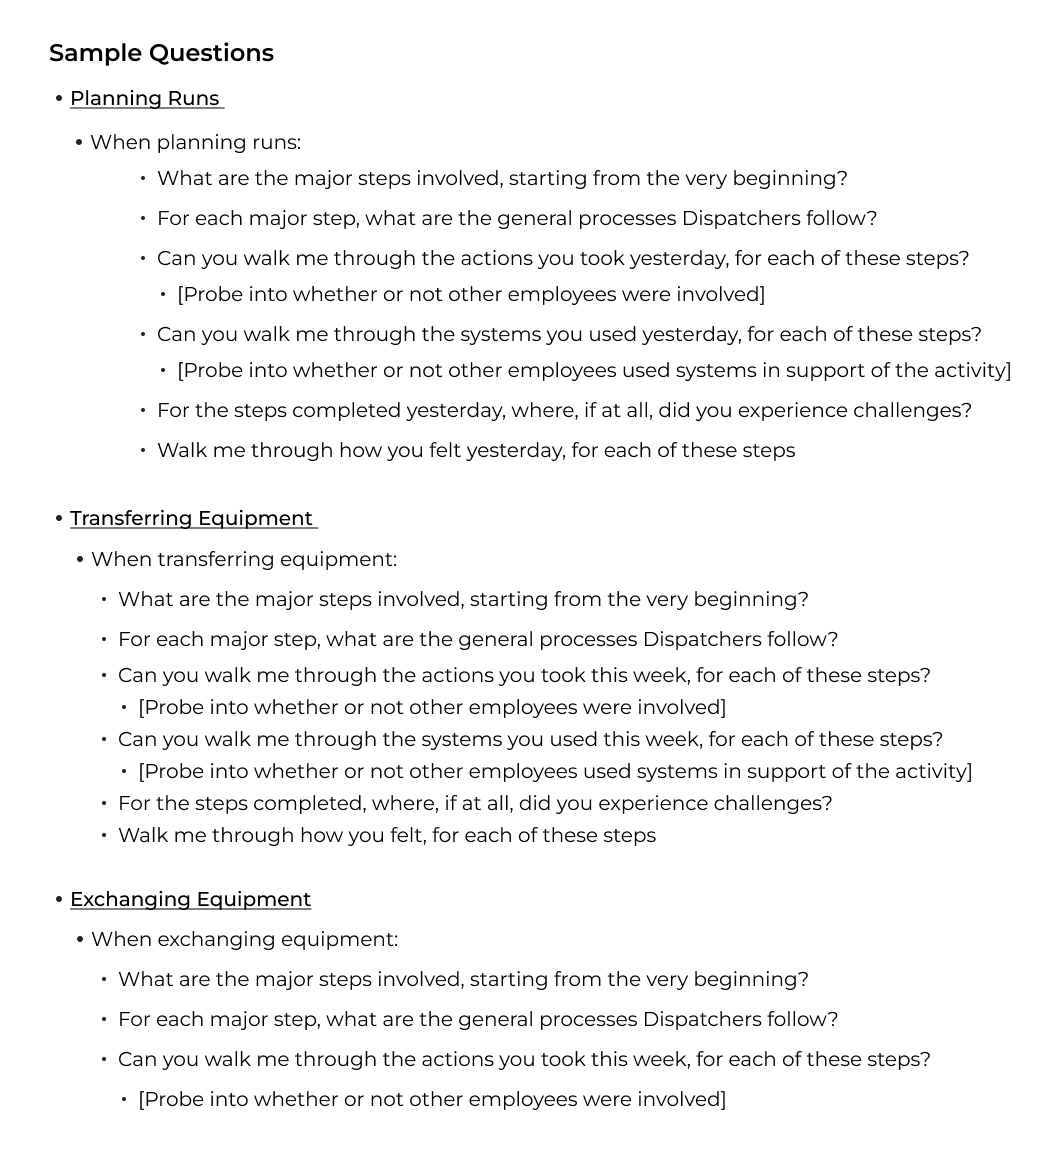 Sample Questions
• Planning Runs
• When planning runs:
• What are the major steps involved, starting from the very beginning?
• For each major step, what are the general processes Dispatchers follow?
• Can you walk me through the actions you took yesterday, for each of these steps?
• [Probe into whether or not other employees were involved]
• Can you walk me through the systems you used yesterday, for each of these steps?
• [Probe into whether or not other employees used systems in support of the activity]
• For the steps completed yesterday, where, if at all, did you experience challenges?
• Walk me through how you felt yesterday, for each of these steps
• Transferring Equipment
• When transferring equipment:
• What are the major steps involved, starting from the very beginning?
• For each major step, what are the general processes Dispatchers follow?
• Can you walk me through the actions you took this week, for each of these steps?
• [Probe into whether or not other employees were involved]
• Can you walk me through the systems you used this week, for each of these steps?
• [Probe into whether or not other employees used systems in support of the activity]
• For the steps completed, where, if at all, did you experience challenges?
• Walk me through how you felt, for each of these steps
• Exchanging Equipment
• When exchanging equipment:
• What are the major steps involved, starting from the very beginning?
• For each major step, what are the general processes Dispatchers follow?
• Can you walk me through the actions you took this week, for each of these steps?
• [Probe into whether or not other employees were involved]